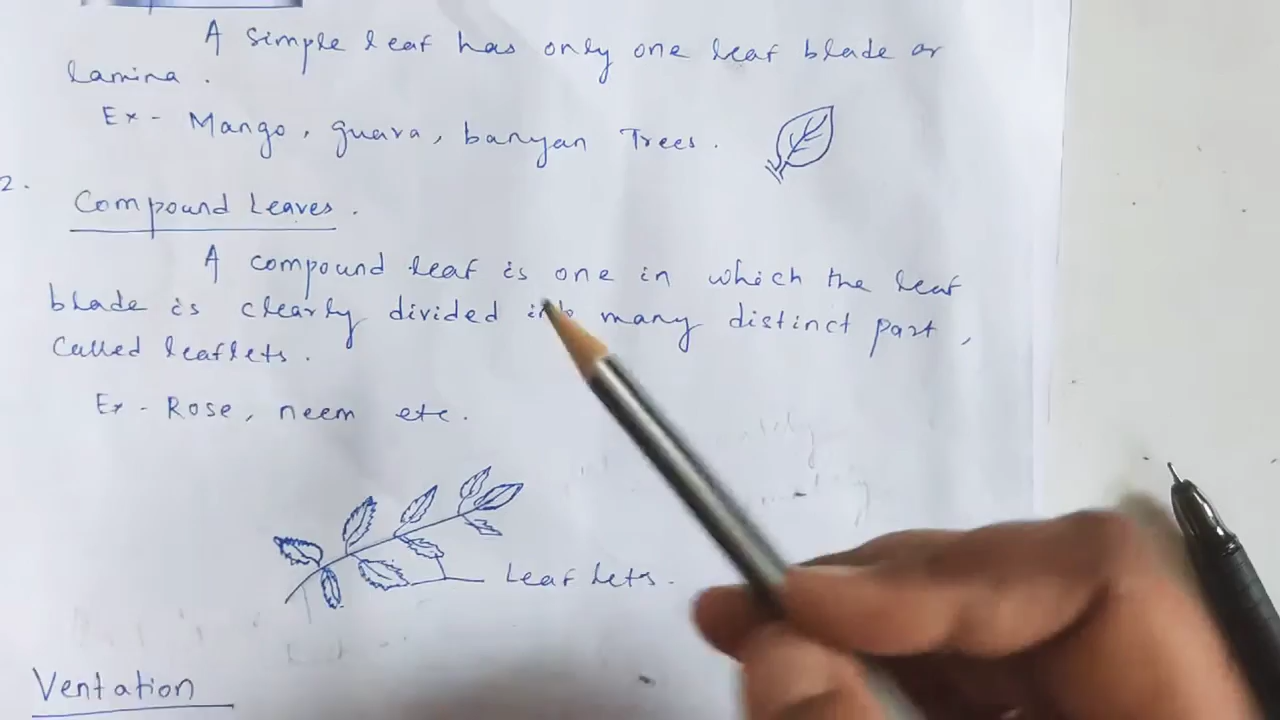 A simple leaf has only one leaf blade or
lamina.
Ex - Mango, guava, banyan Trees.
2.
Compound Leaves.
A compound leaf is one in which the leaf
blade is clearly divided into many distinct part,
Called leaflets.
Ex - Rose, neem etc.
Leaflets.
Ventation